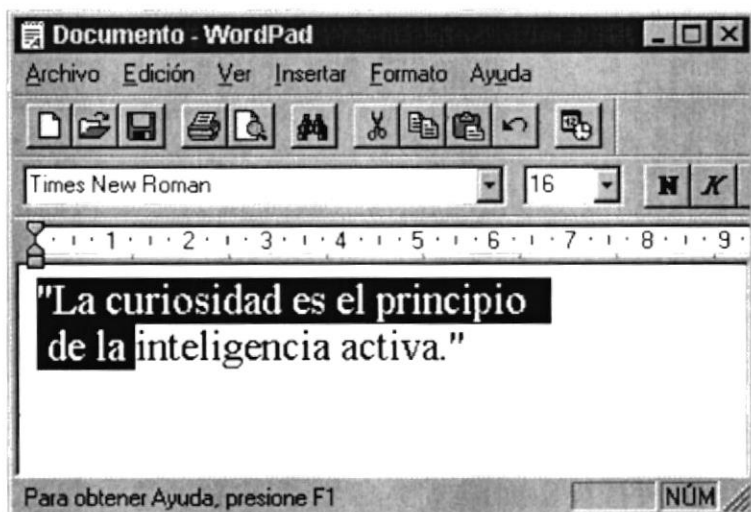 Documento - WordPad
Archivo Edición Ver Insertar Formato Ayuda
Times New Roman 16 N K
1 2 3 4 5 6 7 8 9
"La curiosidad es el principio
de la inteligencia activa."
Para obtener Ayuda, presione F1 NÚM